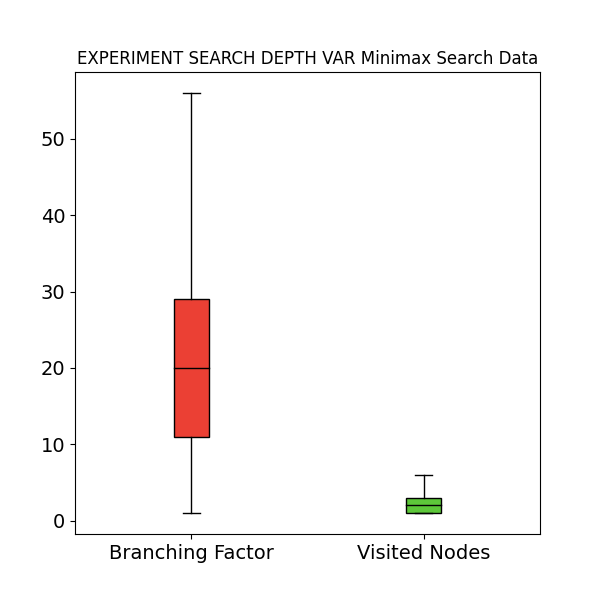 EXPERIMENT SEARCH DEPTH VAR Minimax Search Data
50
40
30
20
10
0
Branching Factor
Visited Nodes